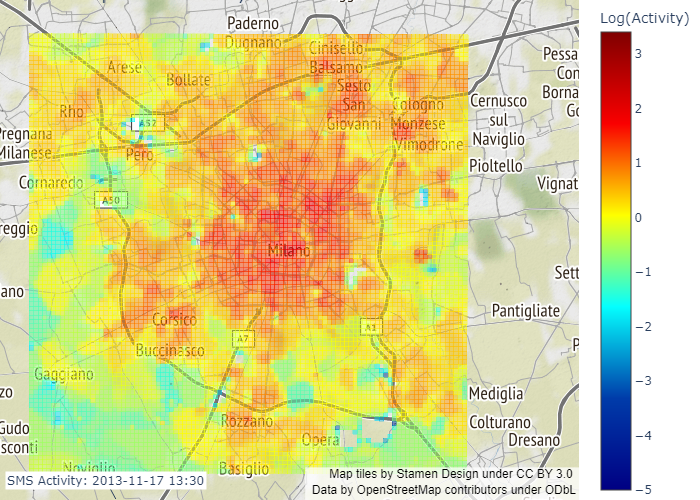 Paderno
Dugnano
Log(Activity)
Cinisello
Balsamo
Arese
Bollate
Sesto
San
Giovanni
Pessa
Con
Borna
Go
Rho
A52
Cologno
Monzese
Vimodrone
Cernusco
sul
Naviglio
Pregnana
Milanese
Pero
Pioltello
Cornaredo
A50
Vignat
reggio
Milano
Sett
ano
Pantigliate
Corsico
A7
A1
Buccinasco
P
Gaggiano
zo
Mediglia
Rozzano
Colturano
Gudo
sconti
Opera
Dresano
Noviglio
Basiglio
SMS Activity: 2013-11-17 13:30
Map tiles by Stamen Design under CC BY 3.0
Data by OpenStreetMap contributors under ODbL
3
2
1
0
−1
−2
−3
−4
−5